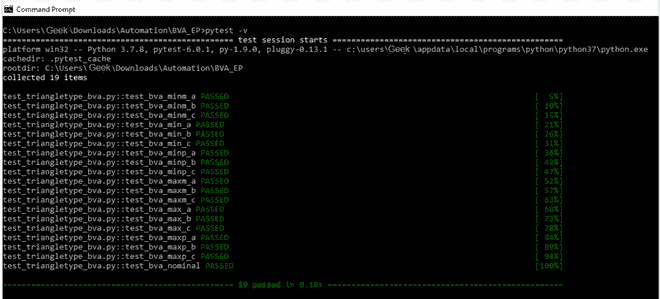 Command Prompt
C:\Users\Geek\Downloads\Automation\BVA_EP>pytest -v
================================================= test session starts =================================================
platform win32 -- Python 3.7.8, pytest-6.0.1, py-1.9.0, pluggy-0.13.1 -- c:\users\Geek\appdata\local\programs\python\python37\python.exe
cachedir: .pytest_cache
rootdir: C:\Users\Geek\Downloads\Automation\BVA_EP
collected 19 items
test_triangletype_bva.py::test_bva_minm_a PASSED [ 5%]
test_triangletype_bva.py::test_bva_minm_b PASSED [ 10%]
test_triangletype_bva.py::test_bva_minm_c PASSED [ 15%]
test_triangletype_bva.py::test_bva_min_a PASSED [ 21%]
test_triangletype_bva.py::test_bva_min_b PASSED [ 26%]
test_triangletype_bva.py::test_bva_min_c PASSED [ 31%]
test_triangletype_bva.py::test_bva_minp_a PASSED [ 36%]
test_triangletype_bva.py::test_bva_minp_b PASSED [ 42%]
test_triangletype_bva.py::test_bva_minp_c PASSED [ 47%]
test_triangletype_bva.py::test_bva_maxm_a PASSED [ 52%]
test_triangletype_bva.py::test_bva_maxm_b PASSED [ 57%]
test_triangletype_bva.py::test_bva_maxm_c PASSED [ 63%]
test_triangletype_bva.py::test_bva_max_a PASSED [ 68%]
test_triangletype_bva.py::test_bva_max_b PASSED [ 73%]
test_triangletype_bva.py::test_bva_max_c PASSED [ 78%]
test_triangletype_bva.py::test_bva_maxp_a PASSED [ 84%]
test_triangletype_bva.py::test_bva_maxp_b PASSED [ 89%]
test_triangletype_bva.py::test_bva_maxp_c PASSED [ 94%]
test_triangletype_bva.py::test_bva_nominal PASSED [100%]
================================================= 19 passed in 0.10s =================================================